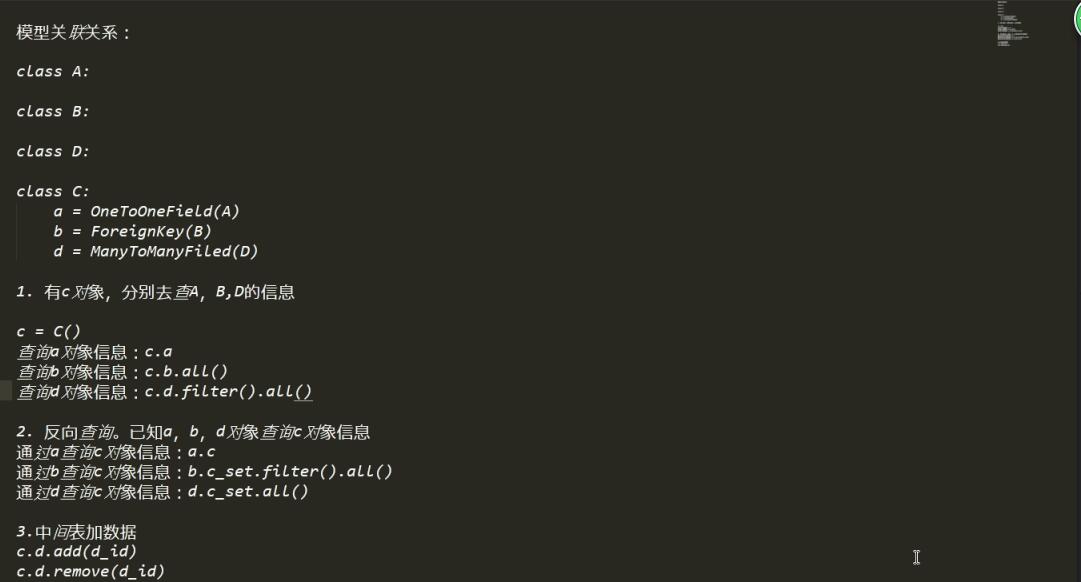 模型关联关系：
class A:
class B:
class D:
class C:
    a = OneToOneField(A)
    b = ForeignKey(B)
    d = ManyToManyFiled(D)
1. 有c对象，分别去查A，B,D的信息
c = C()
查询a对象信息：c.a
查询b对象信息：c.b.all()
查询d对象信息：c.d.filter().all()
2. 反向查询。已知a，b，d对象查询c对象信息
通过a查询c对象信息：a.c
通过b查询c对象信息：b.c_set.filter().all()
通过d查询c对象信息：d.c_set.all()
3.中间表加数据
c.d.add(d_id)
c.d.remove(d_id)